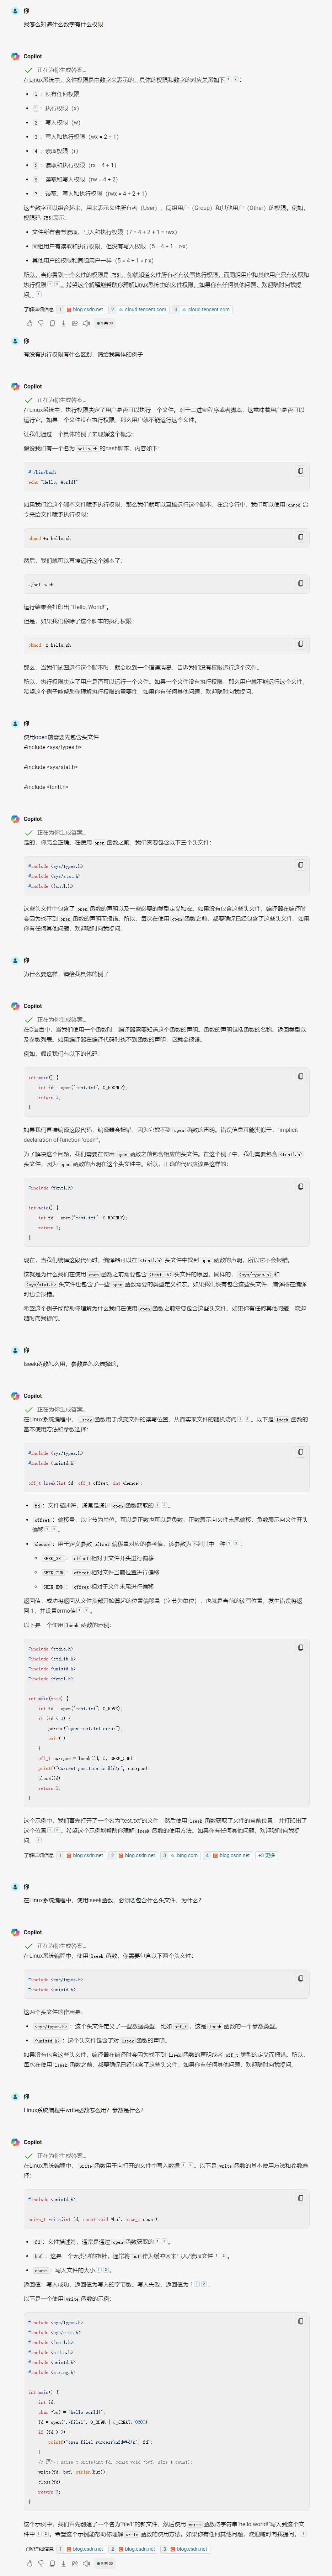 你
我怎么知道什么数字有什么权限
Copilot
正在为你生成答案...
在Linux系统中，文件权限是由数字来表示的，具体的权限和数字的对应关系如下
0：没有任何权限
1：执行权限（x）
2：写入权限（w）
3：写入和执行权限（wx = 2 + 1）
4：读取权限（r）
5：读取和执行权限（rx = 4 + 1）
6：读取和写入权限（rw = 4 + 2）
7：读取、写入和执行权限（rwx = 4 + 2 + 1）
这些数字可以组合起来，用来表示文件所有者（User）、同组用户（Group）和其他用户（Other）的权限。例如，
权限码 755 表示：
文件所有者有读取、写入和执行权限（7 = 4 + 2 + 1 = rwx）
同组用户有读取和执行权限，但没有写入权限（5 = 4 + 1 = r-x）
其他用户的权限和同组用户一样（5 = 4 + 1 = r-x）
所以，当你看到一个文件的权限是 755，你就知道文件所有者有读写执行权限，而同组用户和其他用户只有读取和
执行权限。希望这个解释能帮助你理解Linux系统中的文件权限。如果你有任何其他问题，欢迎随时向我提
问。
了解详细信息 1 blog.csdn.net 2 cloud.tencent.com 3 cloud.tencent.com
你
有没有执行权限有什么区别，请给我具体的例子
Copilot
正在为你生成答案...
在Linux系统中，执行权限决定了用户是否可以执行一个文件。对于二进制程序或者脚本，这意味着用户是否可以
运行它。如果一个文件没有执行权限，那么用户就不能运行这个文件。
让我们通过一个具体的例子来理解这个概念：
假设我们有一个名为 hello.sh 的bash脚本，内容如下：
#!/bin/bash
echo "Hello, World!"
如果我们给这个脚本文件赋予执行权限，那么我们就可以直接运行这个脚本。在命令行中，我们可以使用 chmod 命
令来给文件赋予执行权限：
chmod +x hello.sh
然后，我们就可以直接运行这个脚本了：
./hello.sh
运行结果会打印出 "Hello, World!"。
但是，如果我们移除了这个脚本的执行权限：
chmod -x hello.sh
那么，当我们试图运行这个脚本时，就会收到一个错误消息，告诉我们没有权限运行这个文件。
所以，执行权限决定了用户是否可以运行一个文件。如果一个文件没有执行权限，那么用户就不能运行这个文件。
希望这个例子能帮助你理解执行权限的重要性。如果你有任何其他问题，欢迎随时向我提问。
你
使用open前需要先包含头文件
#include <sys/types.h>
#include <sys/stat.h>
#include <fcntl.h>
Copilot
正在为你生成答案...
是的，你完全正确。在使用 open 函数之前，我们需要包含以下三个头文件：
#include <sys/types.h>
#include <sys/stat.h>
#include <fcntl.h>
这些头文件中包含了 open 函数的声明以及一些必要的类型定义和宏。如果没有包含这些头文件，编译器在编译时
会因为找不到 open 函数的声明而报错。所以，每次在使用 open 函数之前，都要确保已经包含了这些头文件。如果
你有任何其他问题，欢迎随时向我提问。
你
为什么要这样，请给我具体的例子
Copilot
正在为你生成答案...
在C语言中，当我们使用一个函数时，编译器需要知道这个函数的声明。函数的声明包括函数的名称、返回类型以
及参数列表。如果编译器在编译代码时找不到函数的声明，它就会报错。
例如，假设我们有以下的代码：
int main() {
int fd = open("test.txt", O_RDONLY);
return 0;
}
如果我们直接编译这段代码，编译器会报错，因为它找不到 open 函数的声明。错误信息可能类似于："implicit
declaration of function 'open'"。
为了解决这个问题，我们需要在使用 open 函数之前包含相应的头文件。在这个例子中，我们需要包含 <fcntl.h>
头文件，因为 open 函数的声明在这个头文件中。所以，正确的代码应该是这样的：
#include <fcntl.h>
int main() {
int fd = open("test.txt", O_RDONLY);
return 0;
}
现在，当我们编译这段代码时，编译器可以在 <fcntl.h> 头文件中找到 open 函数的声明，所以它不会报错。
这就是为什么我们在使用 open 函数之前需要包含 <fcntl.h> 头文件的原因。同样的， <sys/types.h> 和
<sys/stat.h> 头文件也包含了一些 open 函数需要的类型定义和宏。如果我们没有包含这些头文件，编译器在编译
时也会报错。
希望这个例子能帮助你理解为什么我们在使用 open 函数之前需要包含这些头文件。如果你有任何其他问题，欢迎
随时向我提问。
你
lseek函数怎么用，参数是怎么选择的。
Copilot
正在为你生成答案...
在Linux系统编程中， lseek 函数用于改变文件的读写位置，从而实现文件的随机访问。以下是 lseek 函数的
基本使用方法和参数选择：
#include <sys/types.h>
#include <unistd.h>
off_t lseek(int fd, off_t offset, int whence);
fd：文件描述符，通常是通过 open 函数获取的。
offset：偏移量，以字节为单位。可以是正数也可以是负数，正数表示向文件末尾偏移，负数表示向文件开头
偏移。
whence：用于定义参数 offset 偏移量对应的参考值，该参数为下列其中一种：
SEEK_SET： offset 相对于文件开头进行偏移
SEEK_CUR： offset 相对文件当前位置进行偏移
SEEK_END： offset 相对于文件末尾进行偏移
返回值：成功将返回从文件头部开始算起的位置偏移量（字节为单位），也就是当前的读写位置；发生错误将返
回-1，并设置errno值。
以下是一个使用 lseek 函数的示例：
#include <stdio.h>
#include <stdlib.h>
#include <unistd.h>
#include <fcntl.h>
int main(void) {
int fd = open("test.txt", O_RDWR);
if (fd < 0) {
perror("open test.txt error");
exit(1);
}
off_t currpos = lseek(fd, 0, SEEK_CUR);
printf("Current position is %ld\n", currpos);
close(fd);
return 0;
}
这个示例中，我们首先打开了一个名为"test.txt"的文件，然后使用 lseek 函数获取了文件的当前位置，并打印出了
这个位置。希望这个示例能帮助你理解 lseek 函数的使用方法。如果你有任何其他问题，欢迎随时向我提
问。
了解详细信息 1 blog.csdn.net 2 blog.csdn.net 3 bing.com 4 blog.csdn.net +3 更多
你
在Linux系统编程中，使用lseek函数，必须要包含什么头文件，为什么？
Copilot
正在为你生成答案...
在Linux系统编程中，使用 lseek 函数，你需要包含以下两个头文件：
#include <sys/types.h>
#include <unistd.h>
这两个头文件的作用是：
<sys/types.h>：这个头文件定义了一些数据类型，比如 off_t，这是 lseek 函数的一个参数类型。
<unistd.h>：这个头文件包含了对 lseek 函数的声明。
如果没有包含这些头文件，编译器在编译时会因为找不到 lseek 函数的声明或者 off_t 类型的定义而报错。所以，
每次在使用 lseek 函数之前，都要确保已经包含了这些头文件。如果你有任何其他问题，欢迎随时向我提问。
你
Linux系统编程中write函数怎么用？参数是什么？
Copilot
正在为你生成答案...
在Linux系统编程中， write 函数用于向打开的文件中写入数据。以下是 write 函数的基本使用方法和参数选
择：
#include <unistd.h>
ssize_t write(int fd, const void *buf, size_t count);
fd：文件描述符，通常是通过 open 函数获取的。
buf：这是一个无类型的指针，通常将 buf 作为缓冲区来写入/读取文件。
count：写入文件的大小。
返回值：写入成功，返回值为写入的字节数。写入失败，返回值为-1。
以下是一个使用 write 函数的示例：
#include <sys/types.h>
#include <sys/stat.h>
#include <fcntl.h>
#include <stdio.h>
#include <unistd.h>
#include <string.h>
int main() {
int fd;
char *buf = "hello world!";
fd = open("./file1", O_RDWR | O_CREAT, 0600);
if (fd > 0) {
printf("open file1 success\nfd=%d\n", fd);
}
// 原型：ssize_t write(int fd, const void *buf, size_t count);
write(fd, buf, strlen(buf));
close(fd);
return 0;
}
这个示例中，我们首先创建了一个名为"file1"的新文件，然后使用 write 函数将字符串"hello world!"写入到这个文
件中。希望这个示例能帮助你理解 write 函数的使用方法。如果你有任何其他问题，欢迎随时向我提问。
了解详细信息 1 blog.csdn.net 2 blog.csdn.net 3 blog.csdn.net